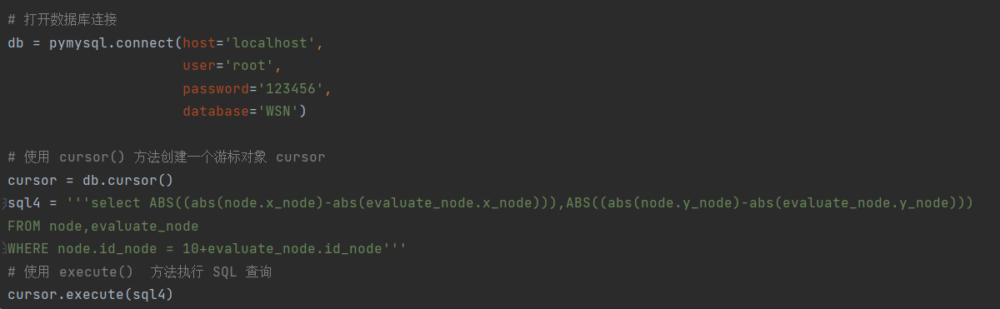 # 打开数据库连接
db = pymysql.connect(host='localhost',
user='root',
password='123456',
database='WSN')
# 使用 cursor() 方法创建一个游标对象 cursor
cursor = db.cursor()
sql4 = '''select ABS((abs(node.x_node)-abs(evaluate_node.x_node))),ABS((abs(node.y_node)-abs(evaluate_node.y_node)))
FROM node,evaluate_node
WHERE node.id_node = 10+evaluate_node.id_node'''
# 使用 execute()  方法执行 SQL 查询
cursor.execute(sql4)